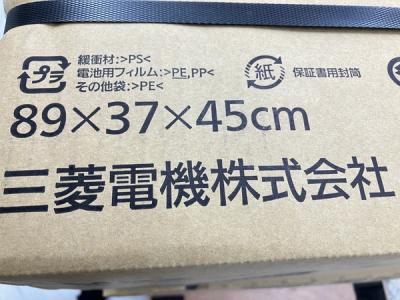 プラ
緩衝材:>PS<
電池用フィルム:>PE,PP<
その他袋:>PE<
紙
保証書用封筒
89×37×45cm
三菱電機株式会社